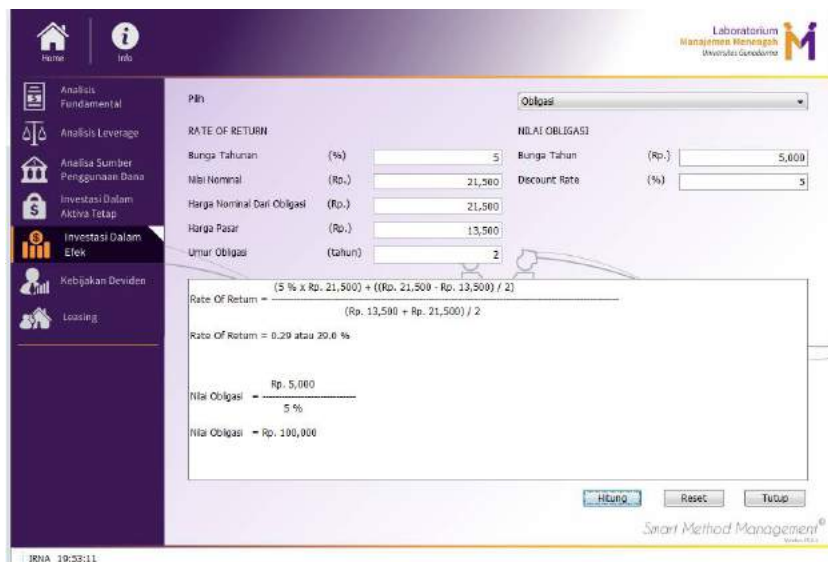 Home
Info
Laboratorium
Manajemen Menengah
Universitas Gunadarma
Analisis
Fundamental
Analisis Leverage
Analisa Sumber
Penggunaan Dana
Investasi Dalam
Aktiva Tetap
Investasi Dalam
Efek
Kebijakan Deviden
Leasing
Pilih Obligasi
RATE OF RETURN NILAI OBLIGASI
Bunga Tahunan (%) 5 Bunga Tahun (Rp.) 5,000
Nilai Nominal (Rp.) 21,500 Discount Rate (%) 5
Harga Nominal Dari Obligasi (Rp.) 21,500
Harga Pasar (Rp.) 13,500
Umur Obligasi (tahun) 2
(5 % x Rp. 21,500) + ((Rp. 21,500 - Rp. 13,500) / 2)
Rate Of Return = ----------
(Rp. 13,500 + Rp. 21,500) / 2
Rate Of Return = 0.29 atau 29.0 %
Rp. 5,000
Nilai Obligasi = ----------
5 %
Nilai Obligasi = Rp. 100,000
Hitung Reset Tutup
Smart Method Management®
IRNA 19:53:11